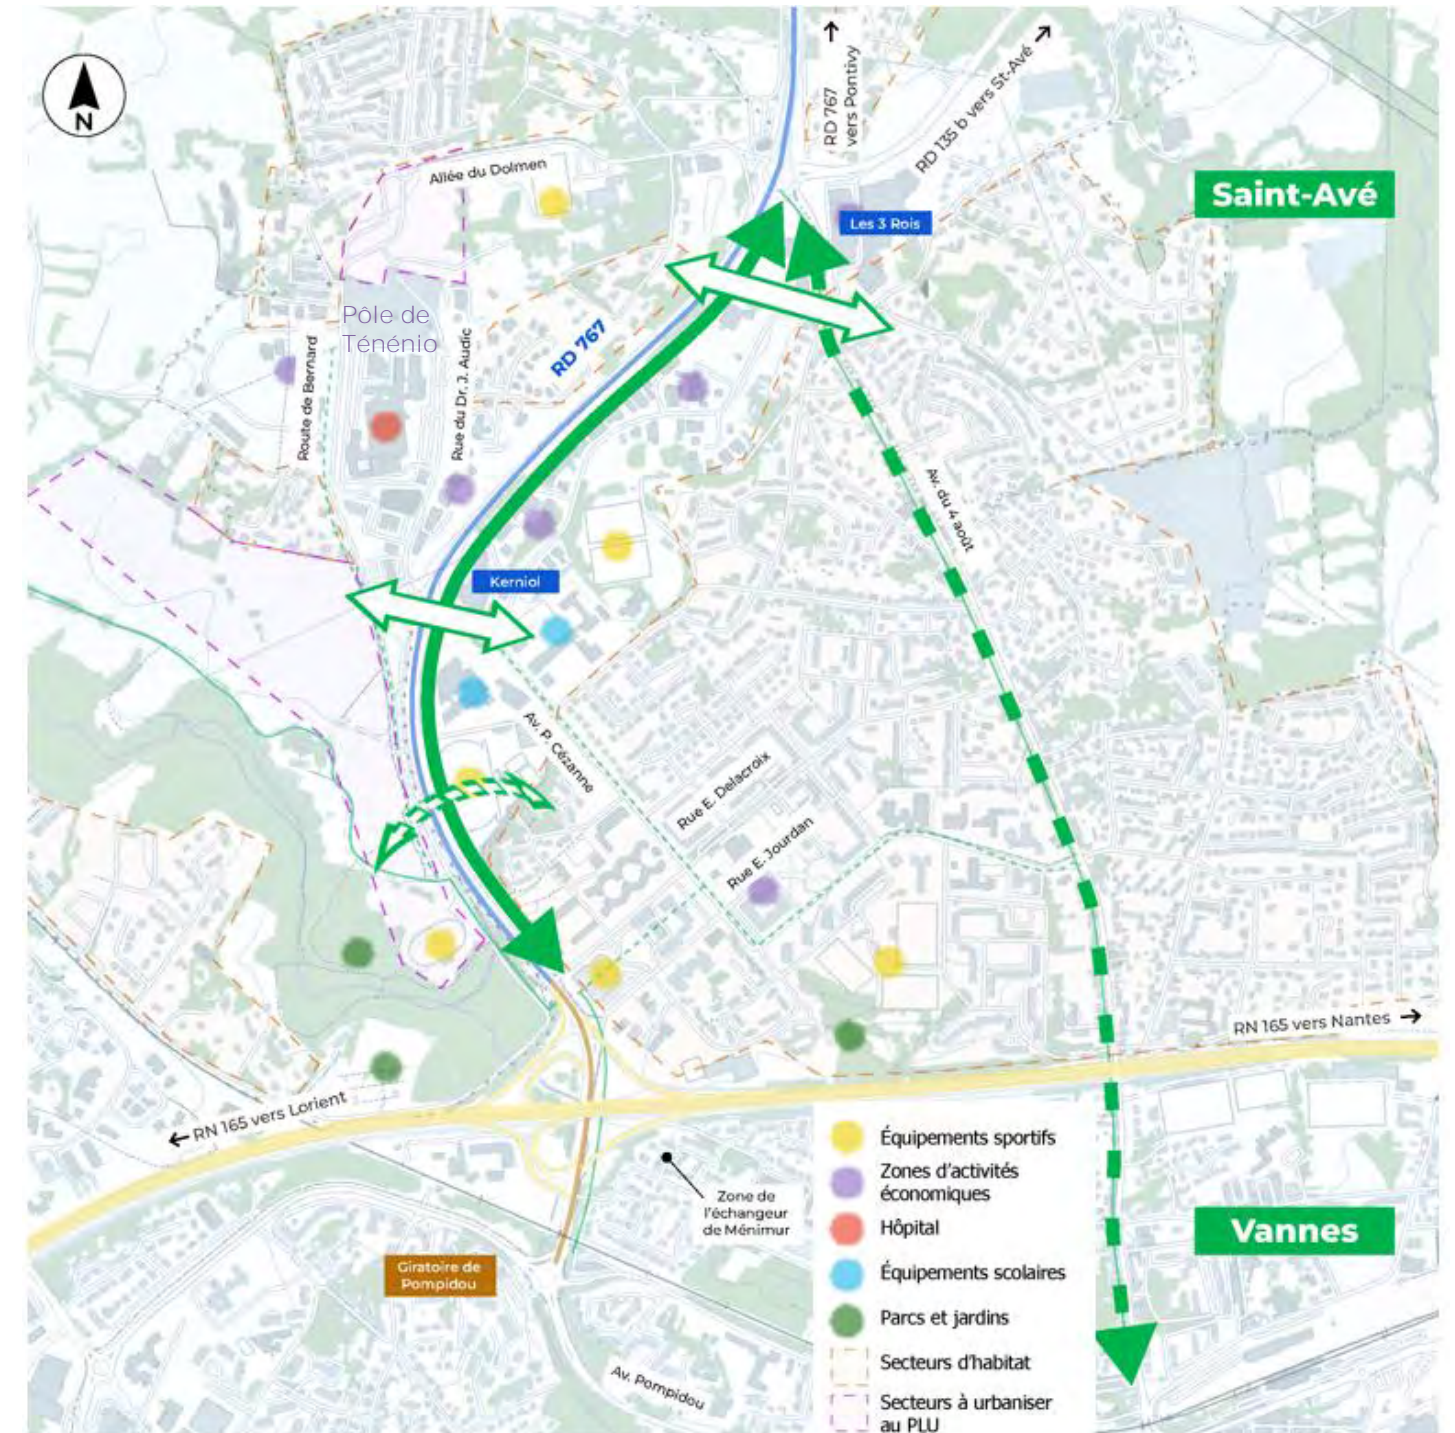 RD 767
vers Pontivy
RD 135 b vers St-Avé
N
Allée du Dolmen
Saint-Avé
Les 3 Rois
Pôle de
Ténénio
RD 767
Route de Bernard
Rue du Dr. J. Audic
Av. du 4 août
Kerniol
Av. P. Cézanne
Rue E. Delacroix
Rue E. Jourdan
RN 165 vers Nantes
RN 165 vers Lorient
Zone de
l'échangeur
de Ménimur
Giratoire de
Pompidou
Av. Pompidou
Vannes
Équipements sportifs
Zones d'activités
économiques
Hôpital
Équipements scolaires
Parcs et jardins
Secteurs d'habitat
Secteurs à urbaniser
au PLU